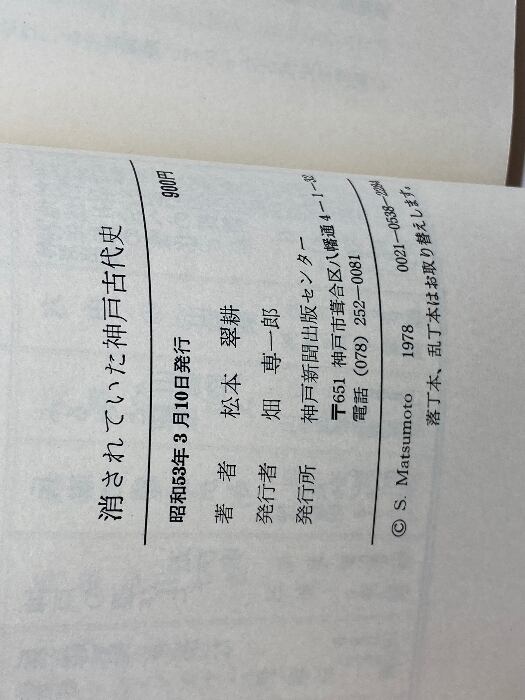 消されていた神戸古代史
昭和53年3月10日発行 900円
著者 松本 翠耕
発行者 畑 専一郎
発行所 神戸新聞出版センター
〒651 神戸市葺合区八幡通4-1-32
電話(078)252-0081
© S. Matsumoto 1978 0021-0538-2284
落丁本、乱丁本はお取り替えします。